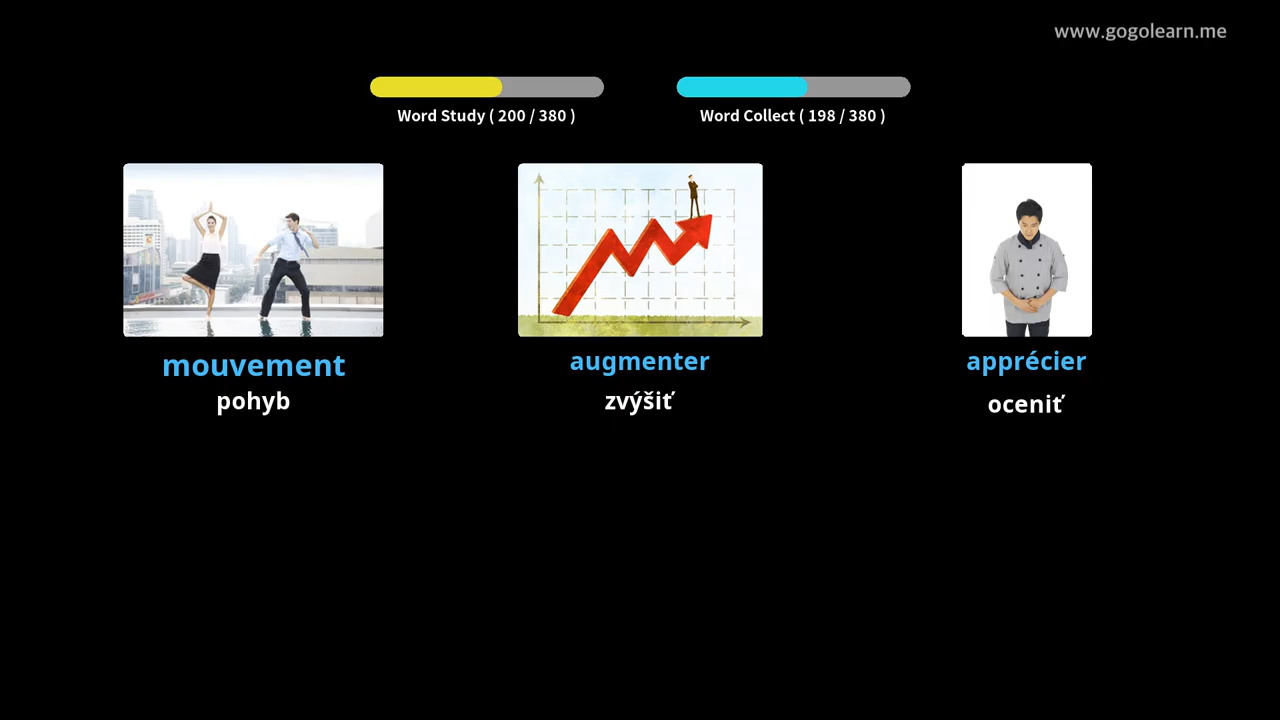 www.gogolearn.me
Word Study ( 200 / 380 )
Word Collect ( 198 / 380 )
mouvement
pohyb
augmenter
zvýšiť
apprécier
oceniť